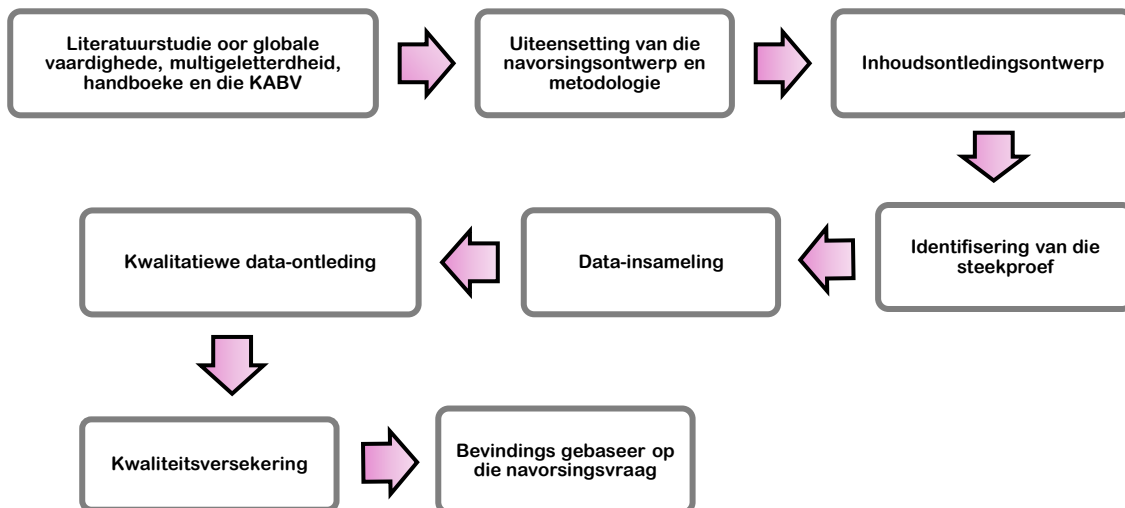 Literatuurstudie oor globale
vaardighede, multigeletterdheid,
handboeke en die KABV
Uiteensetting van die
navorsingsontwerp en
metodologie
Inhoudsontledingsontwerp
Identifisering van die
steekproef
Data-insameling
Kwalitatiewe data-ontleding
Kwaliteitsversekering
Bevindings gebaseer op
die navorsingsvraag